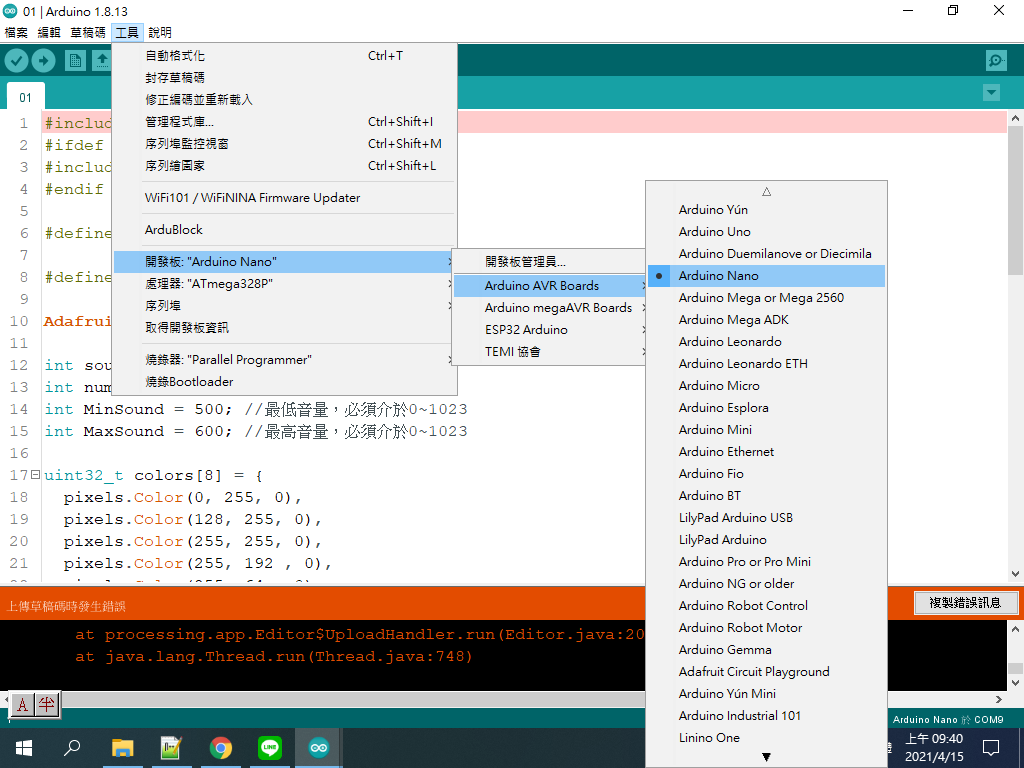 01 | Arduino 1.8.13
檔案 編輯 草稿碼 工具 說明
01
自動格式化 Ctrl+T
封存草稿碼
修正編碼並重新載入
管理程式庫... Ctrl+Shift+I
序列埠監控視窗 Ctrl+Shift+M
序列繪圖家 Ctrl+Shift+L
WiFi101 / WiFiNINA Firmware Updater
ArduBlock
開發板: "Arduino Nano"
處理器: "ATmega328P"
序列埠
取得開發板資訊
燒錄器: "Parallel Programmer"
燒錄Bootloader
開發板管理員...
Arduino AVR Boards
Arduino megaAVR Boards
ESP32 Arduino
TEMI 協會
Arduino Yún
Arduino Uno
Arduino Duemilanove or Diecimila
Arduino Nano
Arduino Mega or Mega 2560
Arduino Mega ADK
Arduino Leonardo
Arduino Leonardo ETH
Arduino Micro
Arduino Esplora
Arduino Mini
Arduino Ethernet
Arduino Fio
Arduino BT
LilyPad Arduino USB
LilyPad Arduino
Arduino Pro or Pro Mini
Arduino NG or older
Arduino Robot Control
Arduino Robot Motor
Arduino Gemma
Adafruit Circuit Playground
Arduino Yún Mini
Arduino Industrial 101
Linino One
1 #includ
2 #ifdef
3 #includ
4 #endif
5
6 #define
7
8 #define
9
10 Adafrui
11
12 int sou
13 int num
14 int MinSound = 500; //最低音量，必須介於0~1023
15 int MaxSound = 600; //最高音量，必須介於0~1023
16
17 uint32_t colors[8] = {
18 pixels.Color(0, 255, 0),
19 pixels.Color(128, 255, 0),
20 pixels.Color(255, 255, 0),
21 pixels.Color(255, 192 , 0),
上傳草稿碼時發生錯誤
複製錯誤訊息
at processing.app.Editor$UploadHandler.run(Editor.java:20
at java.lang.Thread.run(Thread.java:748)
A 半
Arduino Nano 於 COM9
LINE
上午 09:40
2021/4/15